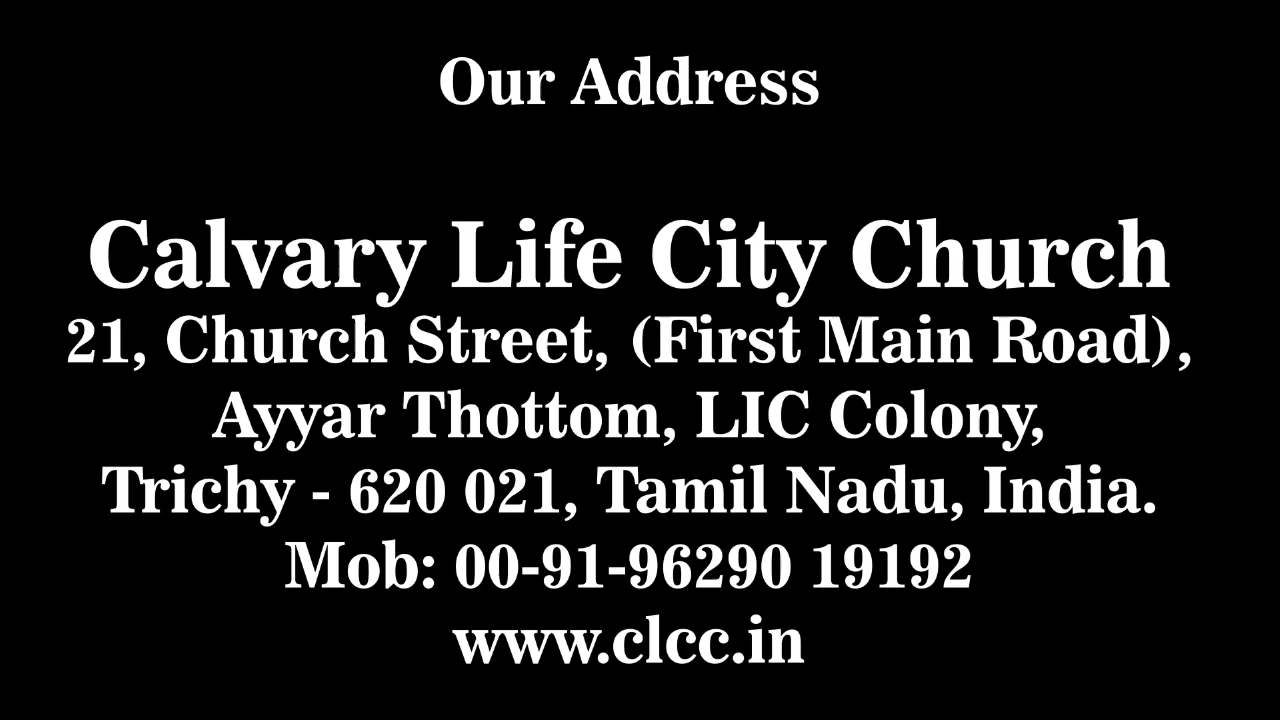 Our Address
Calvary Life City Church
21, Church Street, (First Main Road),
Ayyar Thottom, LIC Colony,
Trichy - 620 021, Tamil Nadu, India.
Mob: 00-91-96290 19192
www.clcc.in